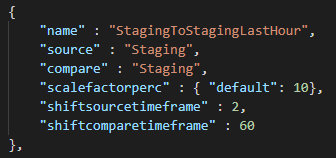 {
"name" : "StagingToStagingLastHour",
"source" : "Staging",
"compare" : "Staging",
"scalefactorperc" : { "default": 10},
"shiftsourcetimeframe" : 2,
"shiftcomparetimeframe" : 60
},